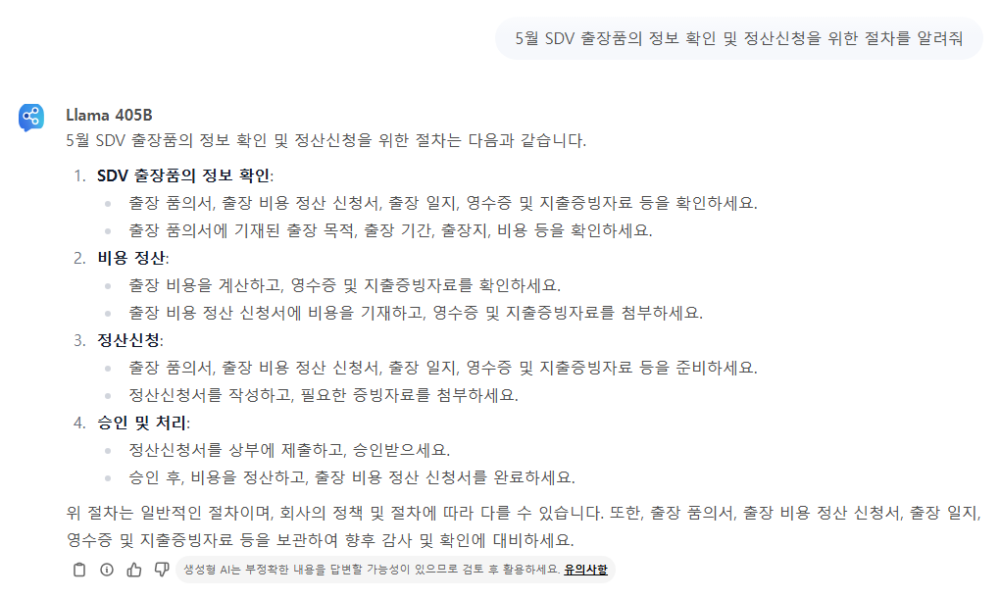 5월 SDV 출장품의 정보 확인 및 정산신청을 위한 절차를 알려줘
Llama 405B
5월 SDV 출장품의 정보 확인 및 정산신청을 위한 절차는 다음과 같습니다.
1. SDV 출장품의 정보 확인:
출장 품의서, 출장 비용 정산 신청서, 출장 일지, 영수증 및 지출증빙자료 등을 확인하세요.
출장 품의서에 기재된 출장 목적, 출장 기간, 출장지, 비용 등을 확인하세요.
2. 비용 정산:
출장 비용을 계산하고, 영수증 및 지출증빙자료를 확인하세요.
출장 비용 정산 신청서에 비용을 기재하고, 영수증 및 지출증빙자료를 첨부하세요.
3. 정산신청:
출장 품의서, 출장 비용 정산 신청서, 출장 일지, 영수증 및 지출증빙자료 등을 준비하세요.
정산신청서를 작성하고, 필요한 증빙자료를 첨부하세요.
4. 승인 및 처리:
정산신청서를 상부에 제출하고, 승인받으세요.
승인 후, 비용을 정산하고, 출장 비용 정산 신청서를 완료하세요.
위 절차는 일반적인 절차이며, 회사의 정책 및 절차에 따라 다를 수 있습니다. 또한, 출장 품의서, 출장 비용 정산 신청서, 출장 일지,
영수증 및 지출증빙자료 등을 보관하여 향후 감사 및 확인에 대비하세요.
생성형 AI는 부정확한 내용을 답변할 가능성이 있으므로 검토 후 활용하세요. 유의사항